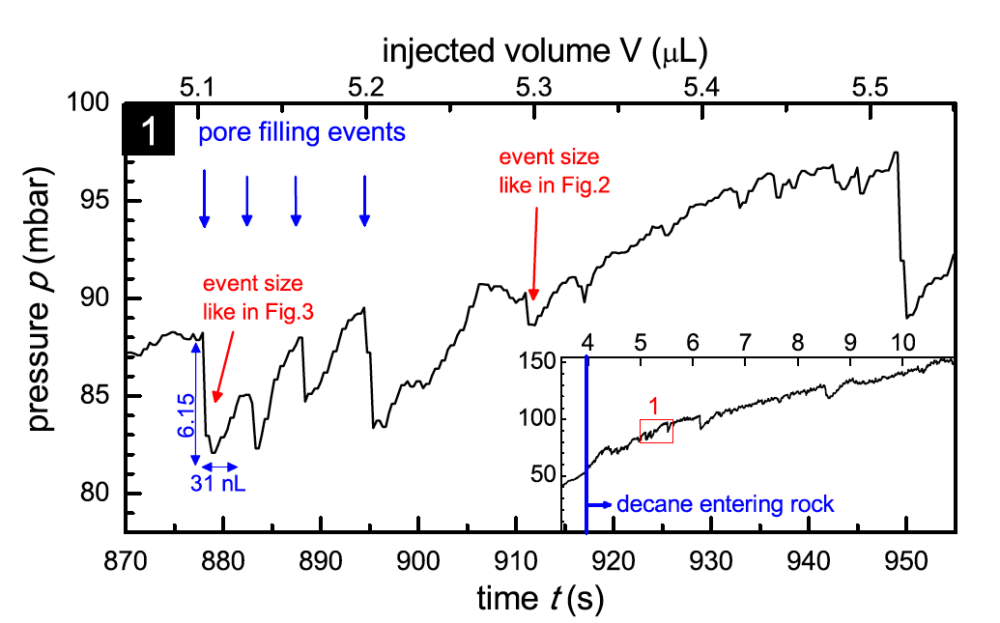 injected volume V (μL)
5.1 5.2 5.3 5.4 5.5
100
1
pore filling events
event size
like in Fig.2
95
pressure p (mbar)
event size
like in Fig.3
90
4 5 6 7 8 9 10
150
85
6.15
1
100
31 nL
50
80
decane entering rock
870 880 890 900 910 920 930 940 950
time t (s)